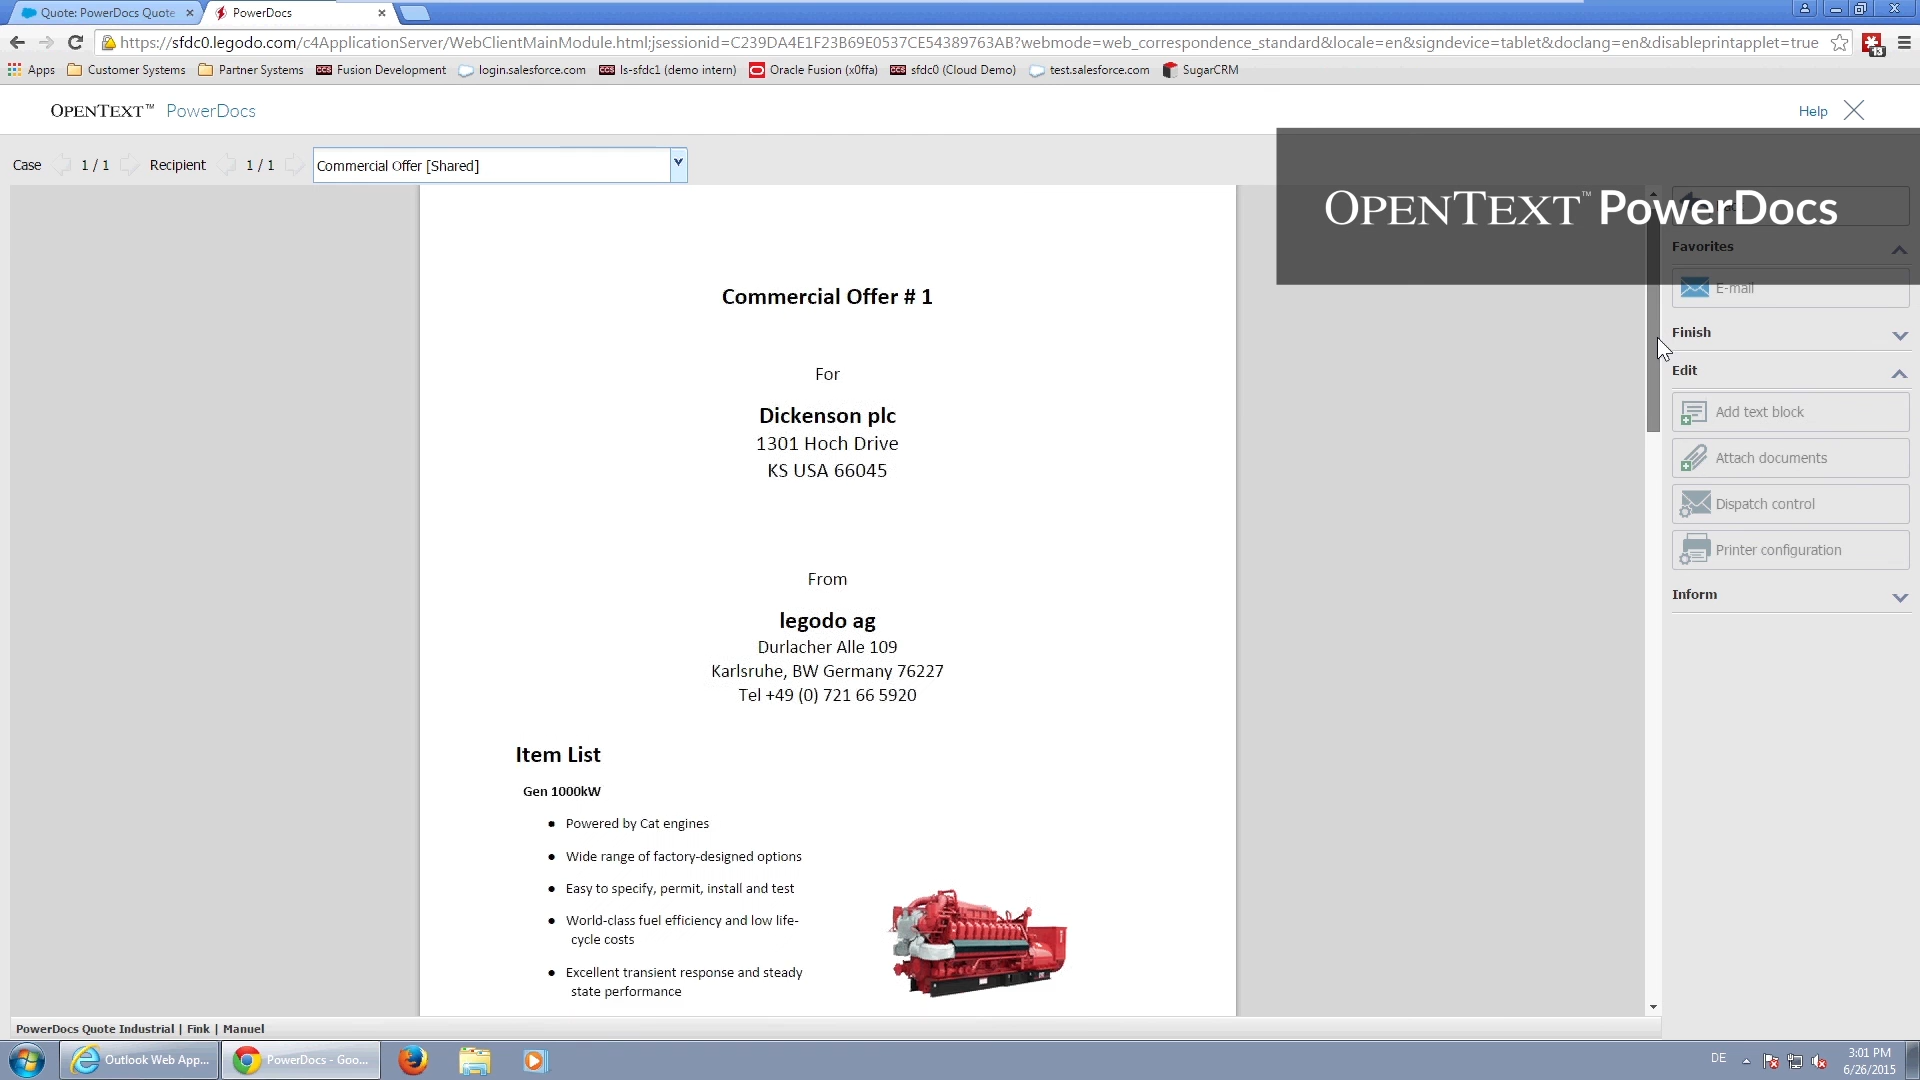 Quote: PowerDocs Quote
PowerDocs
https://sfdc0.legodo.com/c4ApplicationServer/WebClientMainModule.html;jsessionid=C239DA4E1F23B69E0537CE54389763AB?webmode=web_correspondence_standard&locale=en&signdevice=tablet&doclang=en&disableprintapplet=true
13
Apps
Customer Systems
Partner Systems
CCS Fusion Development
login.salesforce.com
CCS ls-sfdc1 (demo intern)
Oracle Fusion (x0ffa)
CCS sfdc0 (Cloud Demo)
test.salesforce.com
SugarCRM
OPENTEXT™ PowerDocs
Help
Case 1 / 1 Recipient 1 / 1 Commercial Offer [Shared]
OPENTEXT™ PowerDocs
Favorites
E-mail
Finish
Edit
Add text block
Attach documents
Dispatch control
Printer configuration
Inform
Commercial Offer # 1
For
Dickenson plc
1301 Hoch Drive
KS USA 66045
From
legodo ag
Durlacher Alle 109
Karlsruhe, BW Germany 76227
Tel +49 (0) 721 66 5920
Item List
Gen 1000kW
● Powered by Cat engines
● Wide range of factory-designed options
● Easy to specify, permit, install and test
● World-class fuel efficiency and low life-
cycle costs
● Excellent transient response and steady
state performance
PowerDocs Quote Industrial | Fink | Manuel
Outlook Web App...
PowerDocs - Goo...
DE
3:01 PM
6/26/2015